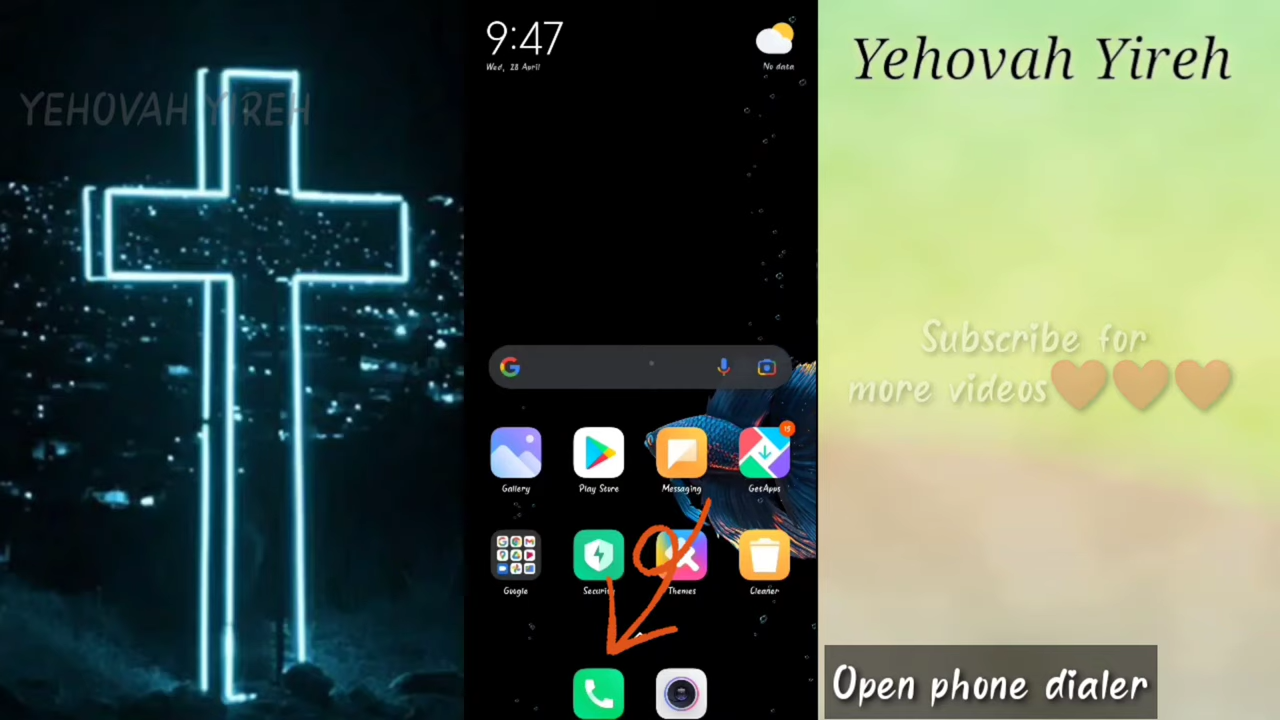 YEHOVAH YIREH
9:47
Wed, 28 April
No data
Gallery
Play Store
Messaging
15
GetApps
Google
Security
Themes
Cleaner
Yehovah Yireh
Subscribe for
more videos
Open phone dialer